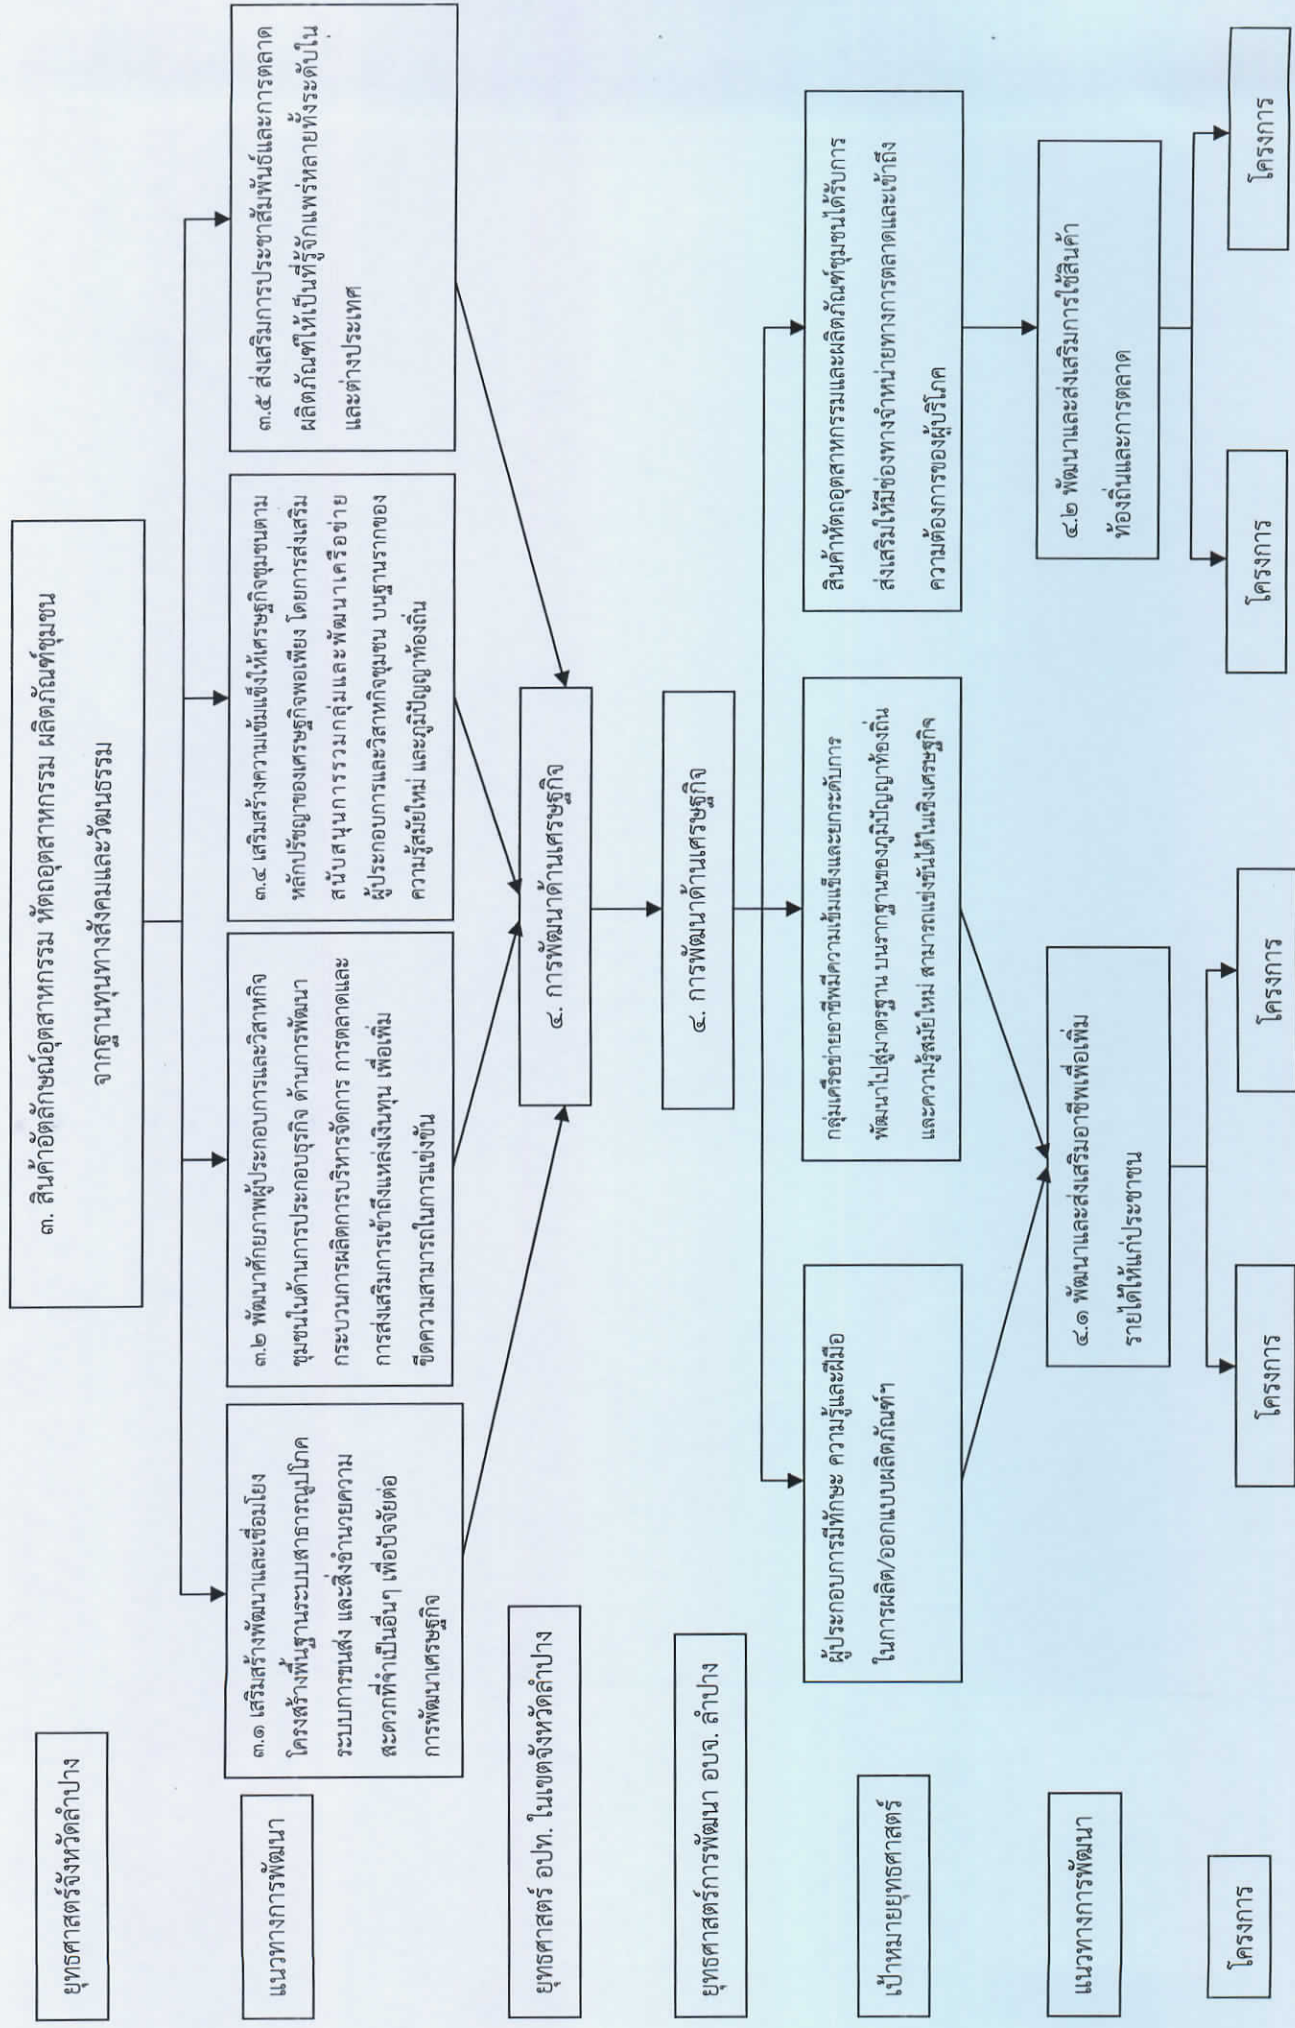 ยุทธศาสตร์จังหวัดลำปาง
๓. สินค้าอัตลักษณ์อุตสาหกรรม หัตถอุตสาหกรรม ผลิตภัณฑ์ชุมชน
จากฐานทุนทางสังคมและวัฒนธรรม
แนวทางการพัฒนา
๓.๑ เสริมสร้างพัฒนาและเชื่อมโยง
โครงสร้างพื้นฐานระบบสาธารณูปโภค
ระบบการขนส่ง และสิ่งอำนวยความ
สะดวกที่จำเป็นอื่นๆ เพื่อปัจจัยต่อ
การพัฒนาเศรษฐกิจ
๓.๒ พัฒนาศักยภาพผู้ประกอบการและวิสาหกิจ
ชุมชนในด้านการประกอบธุรกิจ ด้านการพัฒนา
กระบวนการผลิตการบริหารจัดการ การตลาดและ
การส่งเสริมการเข้าถึงแหล่งเงินทุน เพื่อเพิ่ม
ขีดความสามารถในการแข่งขัน
๓.๔ เสริมสร้างความเข้มแข็งให้เศรษฐกิจชุมชนตาม
หลักปรัชญาของเศรษฐกิจพอเพียง โดยการส่งเสริม
สนับสนุนการรวมกลุ่มและพัฒนาเครือข่าย
ผู้ประกอบการและวิสาหกิจชุมชน บนฐานรากของ
ความรู้สมัยใหม่ และภูมิปัญญาท้องถิ่น
๓.๕ ส่งเสริมการประชาสัมพันธ์และการตลาด
ผลิตภัณฑ์ให้เป็นที่รู้จักแพร่หลายทั้งระดับใน
และต่างประเทศ
ยุทธศาสตร์ อปท. ในเขตจังหวัดลำปาง
๔. การพัฒนาด้านเศรษฐกิจ
ยุทธศาสตร์การพัฒนา อบจ. ลำปาง
๔. การพัฒนาด้านเศรษฐกิจ
เป้าหมายยุทธศาสตร์
ผู้ประกอบการมีทักษะ ความรู้และฝีมือ
ในการผลิต/ออกแบบผลิตภัณฑ์ฯ
กลุ่มเครือข่ายอาชีพมีความเข้มแข็งและยกระดับการ
พัฒนาไปสู่มาตรฐาน บนรากฐานของภูมิปัญญาท้องถิ่น
และความรู้สมัยใหม่ สามารถแข่งขันได้ในเชิงเศรษฐกิจ
สินค้าหัตถอุตสาหกรรมและผลิตภัณฑ์ชุมชนได้รับการ
ส่งเสริมให้มีช่องทางจำหน่ายทางการตลาดและเข้าถึง
ความต้องการของผู้บริโภค
แนวทางการพัฒนา
๔.๑ พัฒนาและส่งเสริมอาชีพเพื่อเพิ่ม
รายได้ให้แก่ประชาชน
๔.๒ พัฒนาและส่งเสริมการใช้สินค้า
ท้องถิ่นและการตลาด
โครงการ
โครงการ
โครงการ
โครงการ
โครงการ